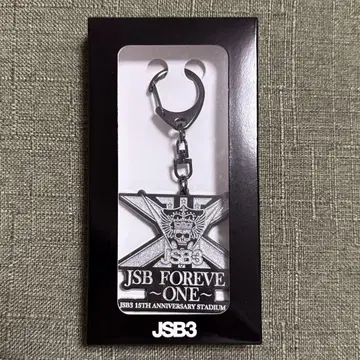 JSB3
JSB FOREVE
~ONE~
JSB3 15TH ANNIVERSARY STADIUM
JSB3